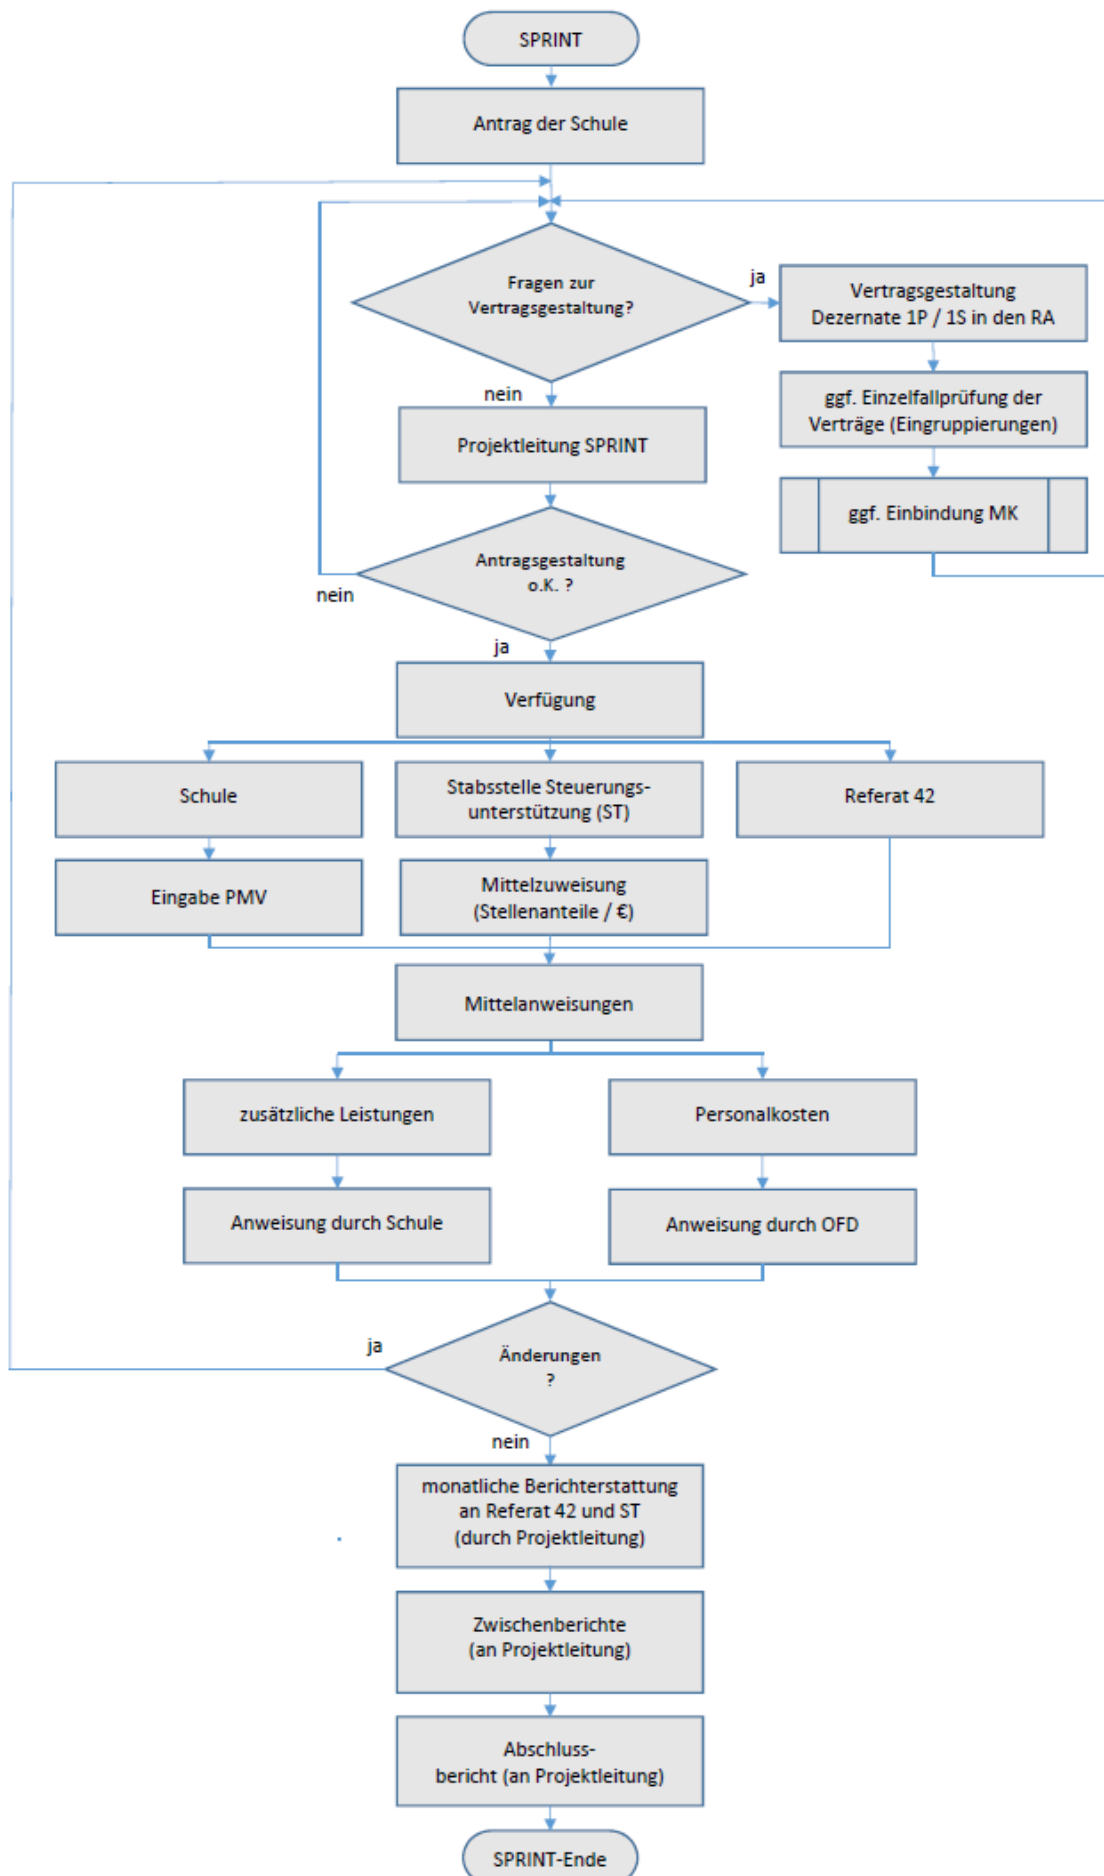 SPRINT
Antrag der Schule
Fragen zur
Vertragsgestaltung?
ja
Vertragsgestaltung
Dezernate 1P / 1S in den RA
nein
ggf. Einzelfallprüfung der
Verträge (Eingruppierungen)
Projektleitung SPRINT
ggf. Einbindung MK
Antragsgestaltung
o.K. ?
nein
ja
Verfügung
Schule
Stabsstelle Steuerungs-
unterstützung (ST)
Referat 42
Eingabe PMV
Mittelzuweisung
(Stellenanteile / €)
Mittelanweisungen
zusätzliche Leistungen
Personalkosten
Anweisung durch Schule
Anweisung durch OFD
ja
Änderungen
?
nein
monatliche Berichterstattung
an Referat 42 und ST
(durch Projektleitung)
Zwischenberichte
(an Projektleitung)
Abschluss-
bericht (an Projektleitung)
SPRINT-Ende